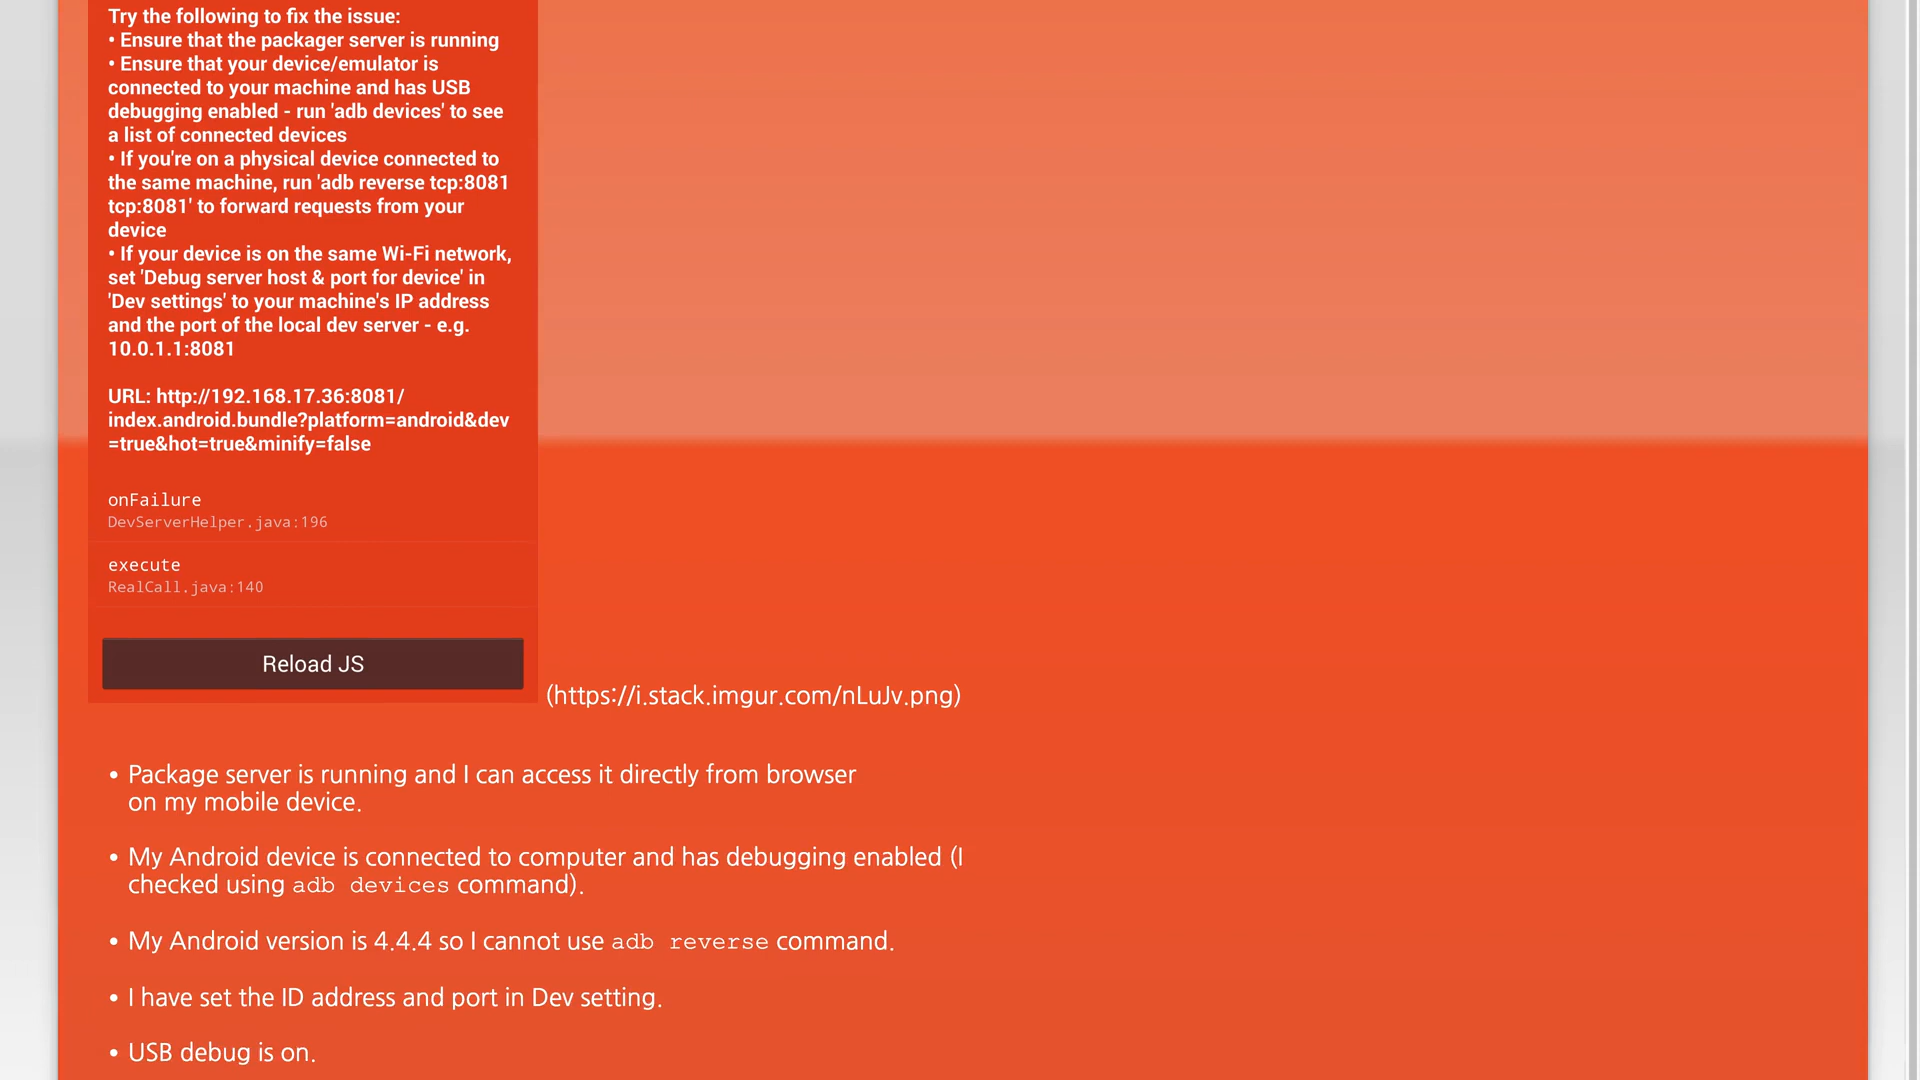 Try the following to fix the issue:
• Ensure that the packager server is running
• Ensure that your device/emulator is
connected to your machine and has USB
debugging enabled - run 'adb devices' to see
a list of connected devices
• If you're on a physical device connected to
the same machine, run 'adb reverse tcp:8081
tcp:8081' to forward requests from your
device
• If your device is on the same Wi-Fi network,
set 'Debug server host & port for device' in
'Dev settings' to your machine's IP address
and the port of the local dev server - e.g.
10.0.1.1:8081
URL: http://192.168.17.36:8081/
index.android.bundle?platform=android&dev
=true&hot=true&minify=false
onFailure
DevServerHelper.java:196
execute
RealCall.java:140
Reload JS
(https://i.stack.imgur.com/nLuJv.png)
• Package server is running and I can access it directly from browser
on my mobile device.
• My Android device is connected to computer and has debugging enabled (I
checked using adb devices command).
• My Android version is 4.4.4 so I cannot use adb reverse command.
• I have set the ID address and port in Dev setting.
• USB debug is on.